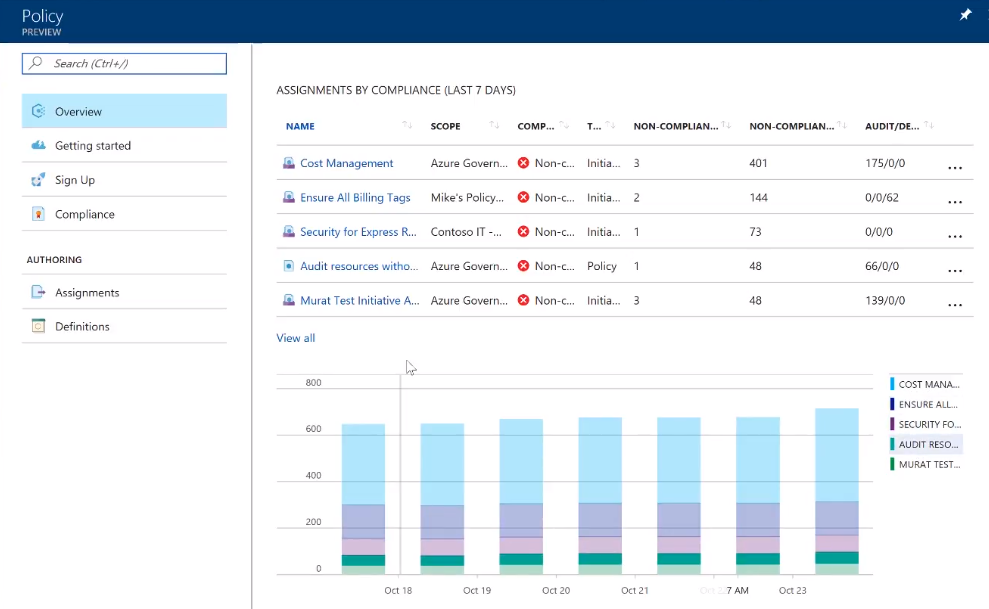 Policy
PREVIEW
Search (Ctrl+/)
Overview
Getting started
Sign Up
Compliance
AUTHORING
Assignments
Definitions
ASSIGNMENTS BY COMPLIANCE (LAST 7 DAYS)
NAME SCOPE COMP... T... NON-COMPLIAN... NON-COMPLIAN... AUDIT/DE...
Cost Management Azure Govern... Non-c... Initia... 3 401 175/0/0 ...
Ensure All Billing Tags Mike's Policy... Non-c... Initia... 2 144 0/0/62 ...
Security for Express R... Contoso IT -... Non-c... Initia... 1 73 0/0/0 ...
Audit resources witho... Azure Govern... Non-c... Policy 1 48 66/0/0 ...
Murat Test Initiative A... Azure Govern... Non-c... Initia... 3 48 139/0/0 ...
View all
800
600
400
200
0
Oct 18 Oct 19 Oct 20 Oct 21 Oct 22 7 AM Oct 23
COST MANA...
ENSURE ALL...
SECURITY FO...
AUDIT RESO...
MURAT TEST...